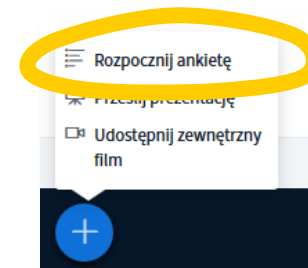 Rozpocznij ankietę
Prześlij prezentację
Udostępnij zewnętrzny
film